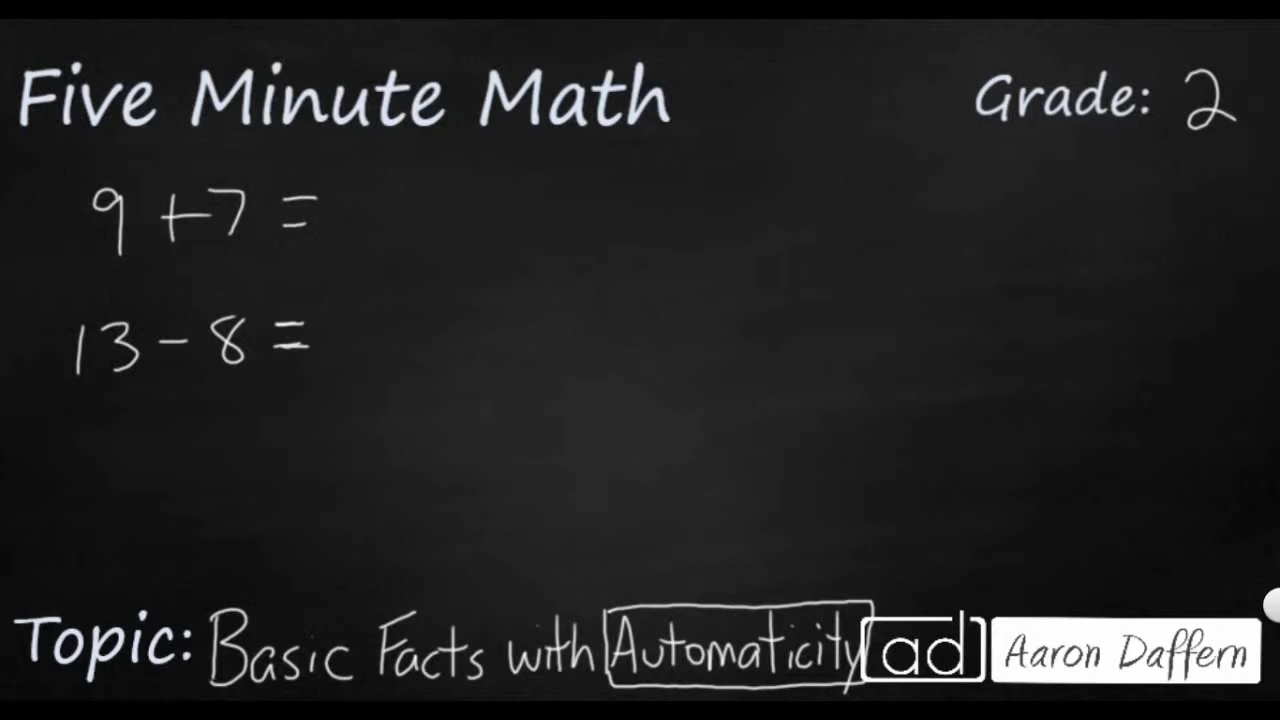 Five Minute Math Grade: 2
9 + 7 =
13 - 8 =
Topic: Basic Facts with Automaticity ad Aaron Daffern